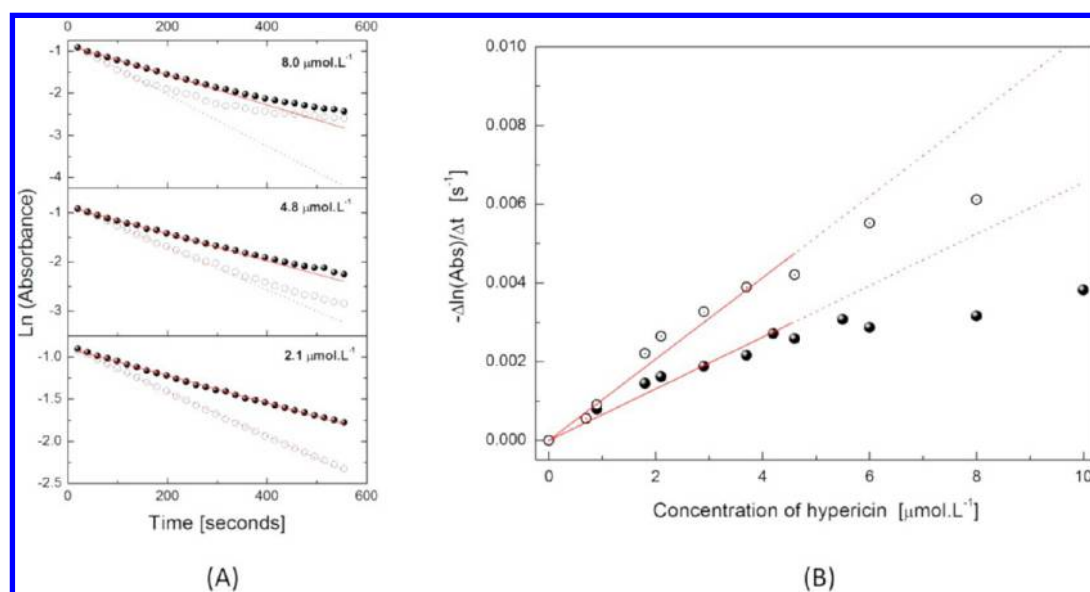 0 200 400 600
8.0 μmol.L⁻¹
-1
-2
-3
-4
4.8 μmol.L⁻¹
-1
-2
-3
2.1 μmol.L⁻¹
-1.0
-1.5
-2.0
-2.5
0 200 400 600
Ln (Absorbance)
Time [seconds]
(A)
0.010
0.008
0.006
0.004
0.002
0.000
0 2 4 6 8 10
-Δln(Abs)/Δt [s⁻¹]
Concentration of hypericin [μmol.L⁻¹]
(B)